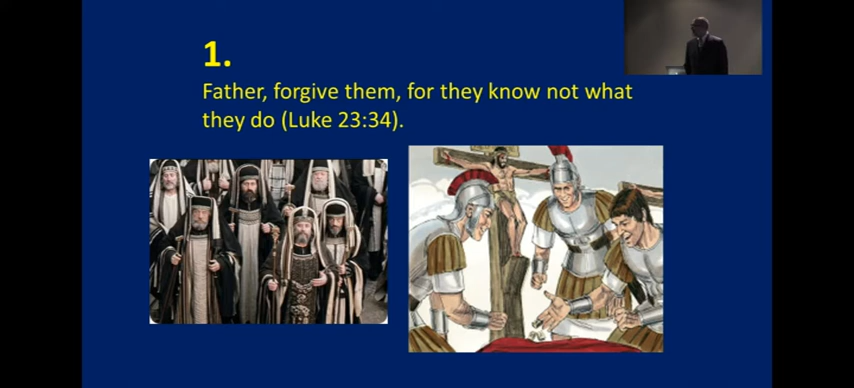 1.
Father, forgive them, for they know not what
they do (Luke 23:34).